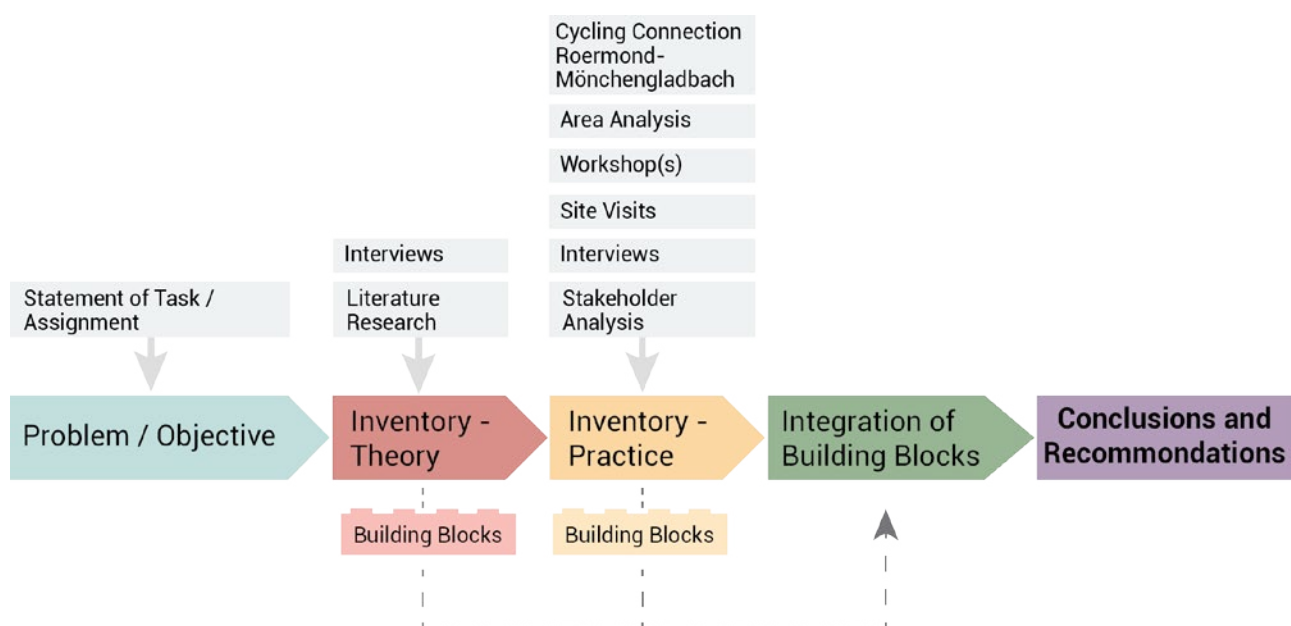 Cycling Connection
Roermond-
Mönchengladbach
Area Analysis
Workshop(s)
Site Visits
Interviews
Stakeholder
Analysis
Interviews
Literature
Research
Statement of Task /
Assignment
Problem / Objective
Inventory -
Theory
Inventory -
Practice
Integration of
Building Blocks
Conclusions and
Recommondations
Building Blocks
Building Blocks